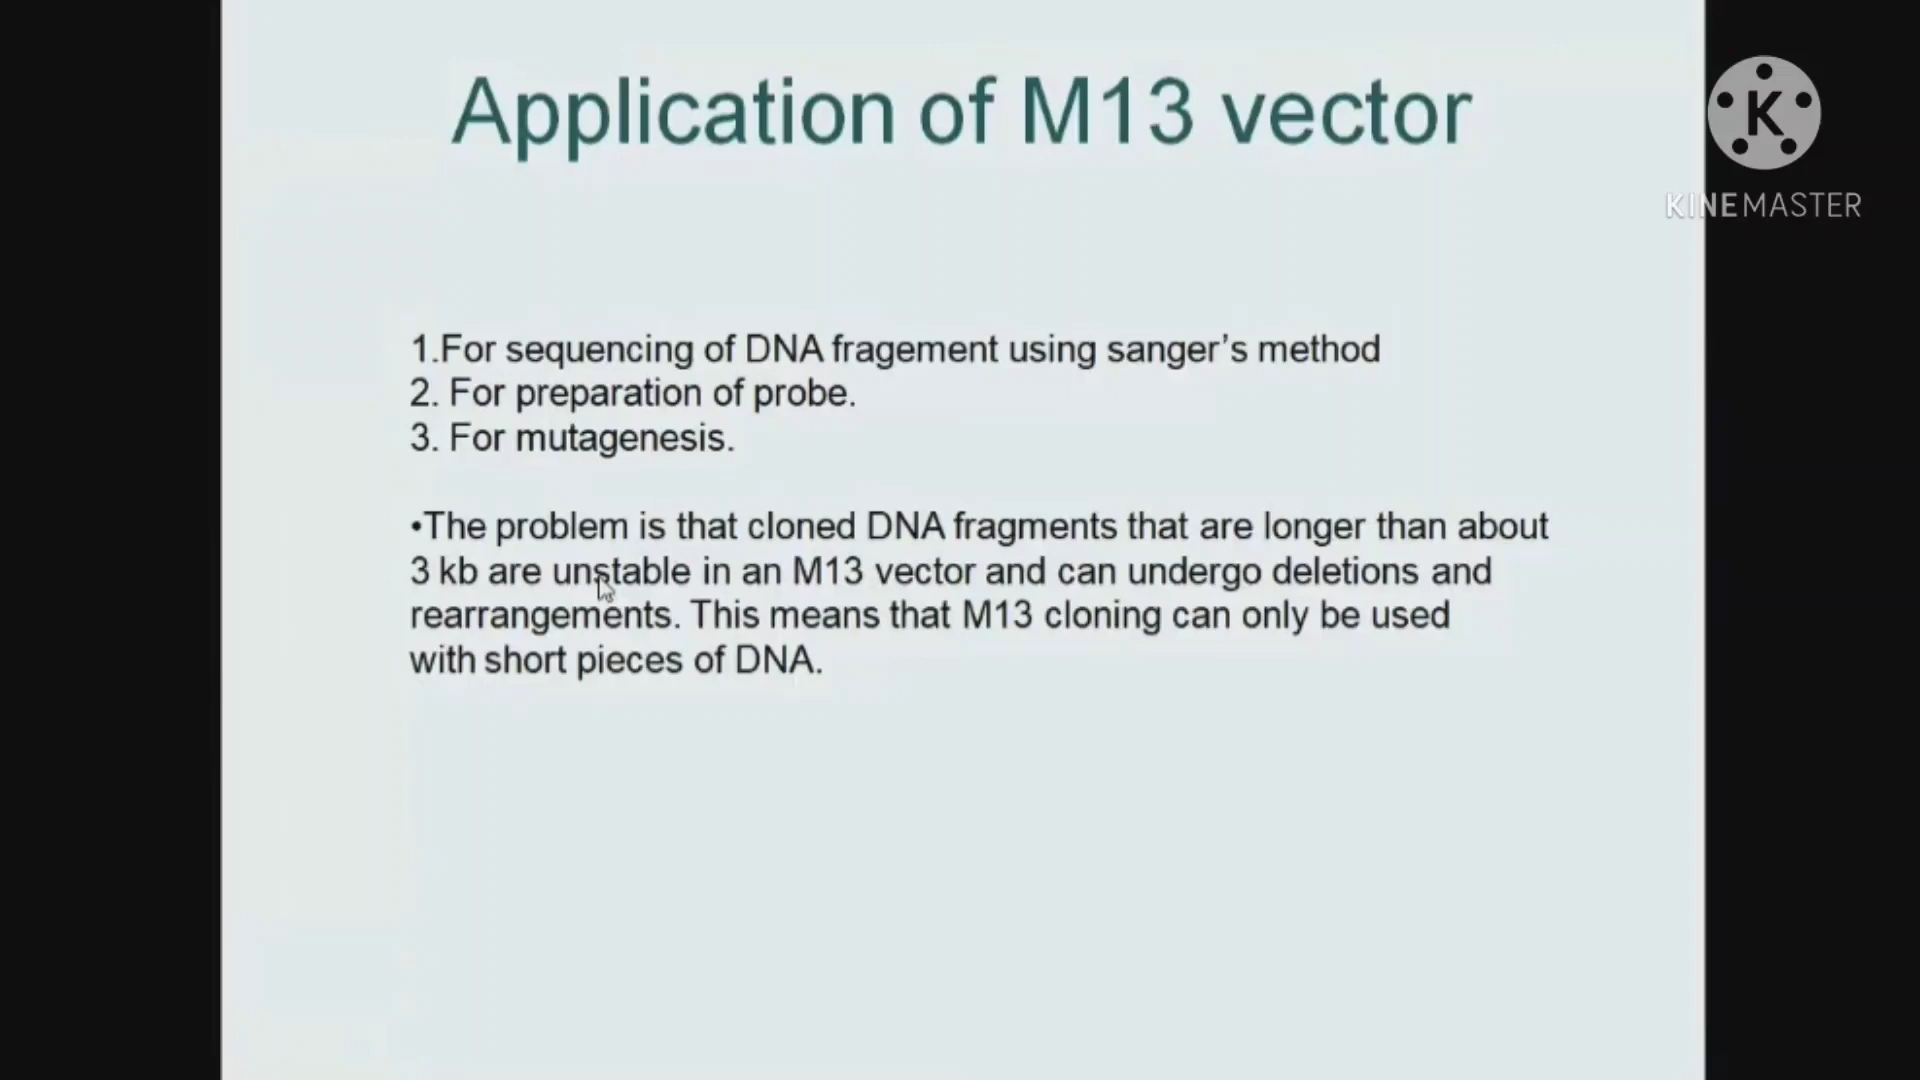 Application of M13 vector
K
KINEMASTER
1.For sequencing of DNA fragement using sanger’s method
2. For preparation of probe.
3. For mutagenesis.
•The problem is that cloned DNA fragments that are longer than about
3 kb are unstable in an M13 vector and can undergo deletions and
rearrangements. This means that M13 cloning can only be used
with short pieces of DNA.